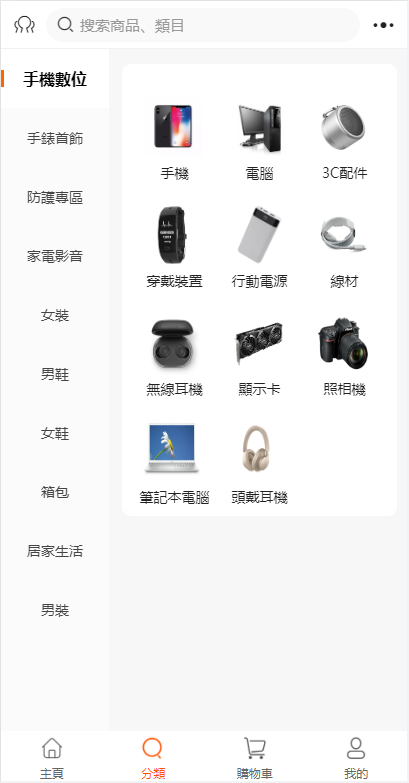 搜索商品、類目
手機數位
手錶首飾
防護專區
家電影音
女裝
男鞋
女鞋
箱包
居家生活
男裝
手機
電腦
3C配件
穿戴裝置
行動電源
線材
無線耳機
顯示卡
照相機
筆記本電腦
頭戴耳機
主頁
分類
購物車
我的